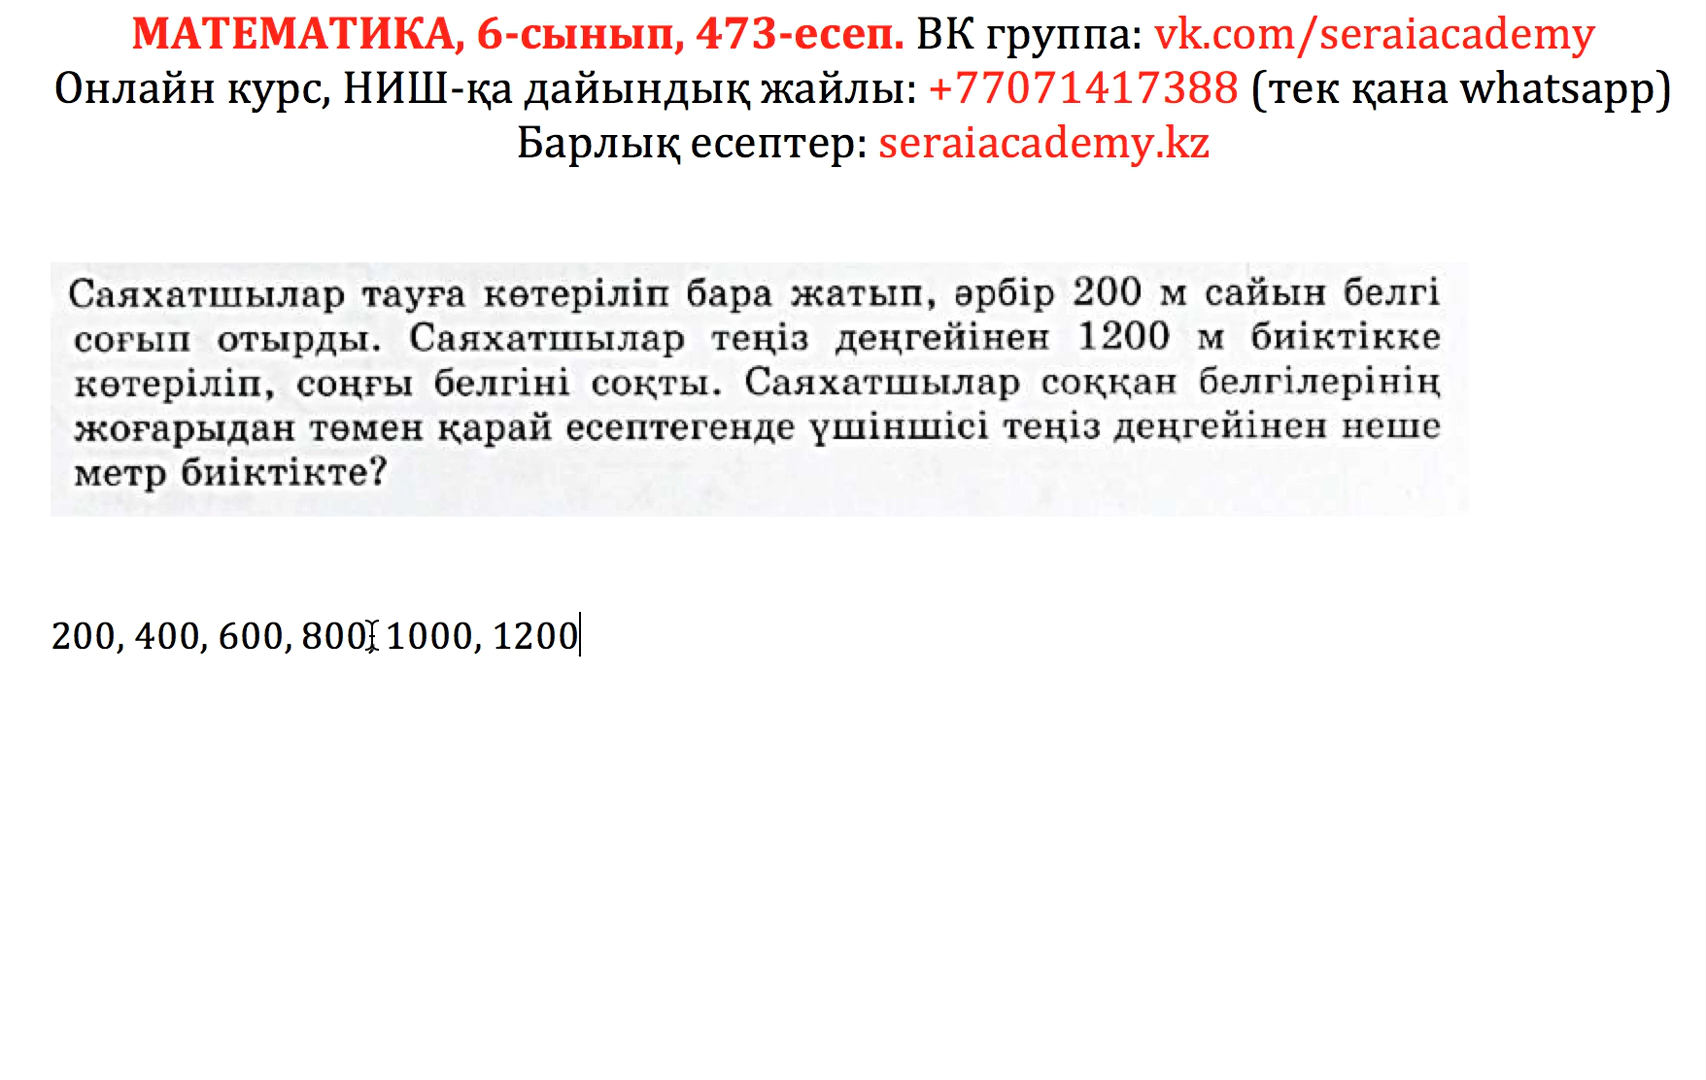 МАТЕМАТИКА, 6-сынып, 473-есеп. ВК группа: vk.com/seraiacademy
Онлайн курс, НИШ-қа дайындық жайлы: +77071417388 (тек қана whatsapp)
Барлық есептер: seraiacademy.kz
Саяхатшылар тауға көтеріліп бара жатып, әрбір 200 м сайын белгі
соғып отырды. Саяхатшылар теңіз деңгейінен 1200 м биіктікке
көтеріліп, соңғы белгіні соқты. Саяхатшылар соққан белгілерінің
жоғарыдан төмен қарай есептегенде үшіншісі теңіз деңгейінен неше
метр биіктікте?
200, 400, 600, 800, 1000, 1200